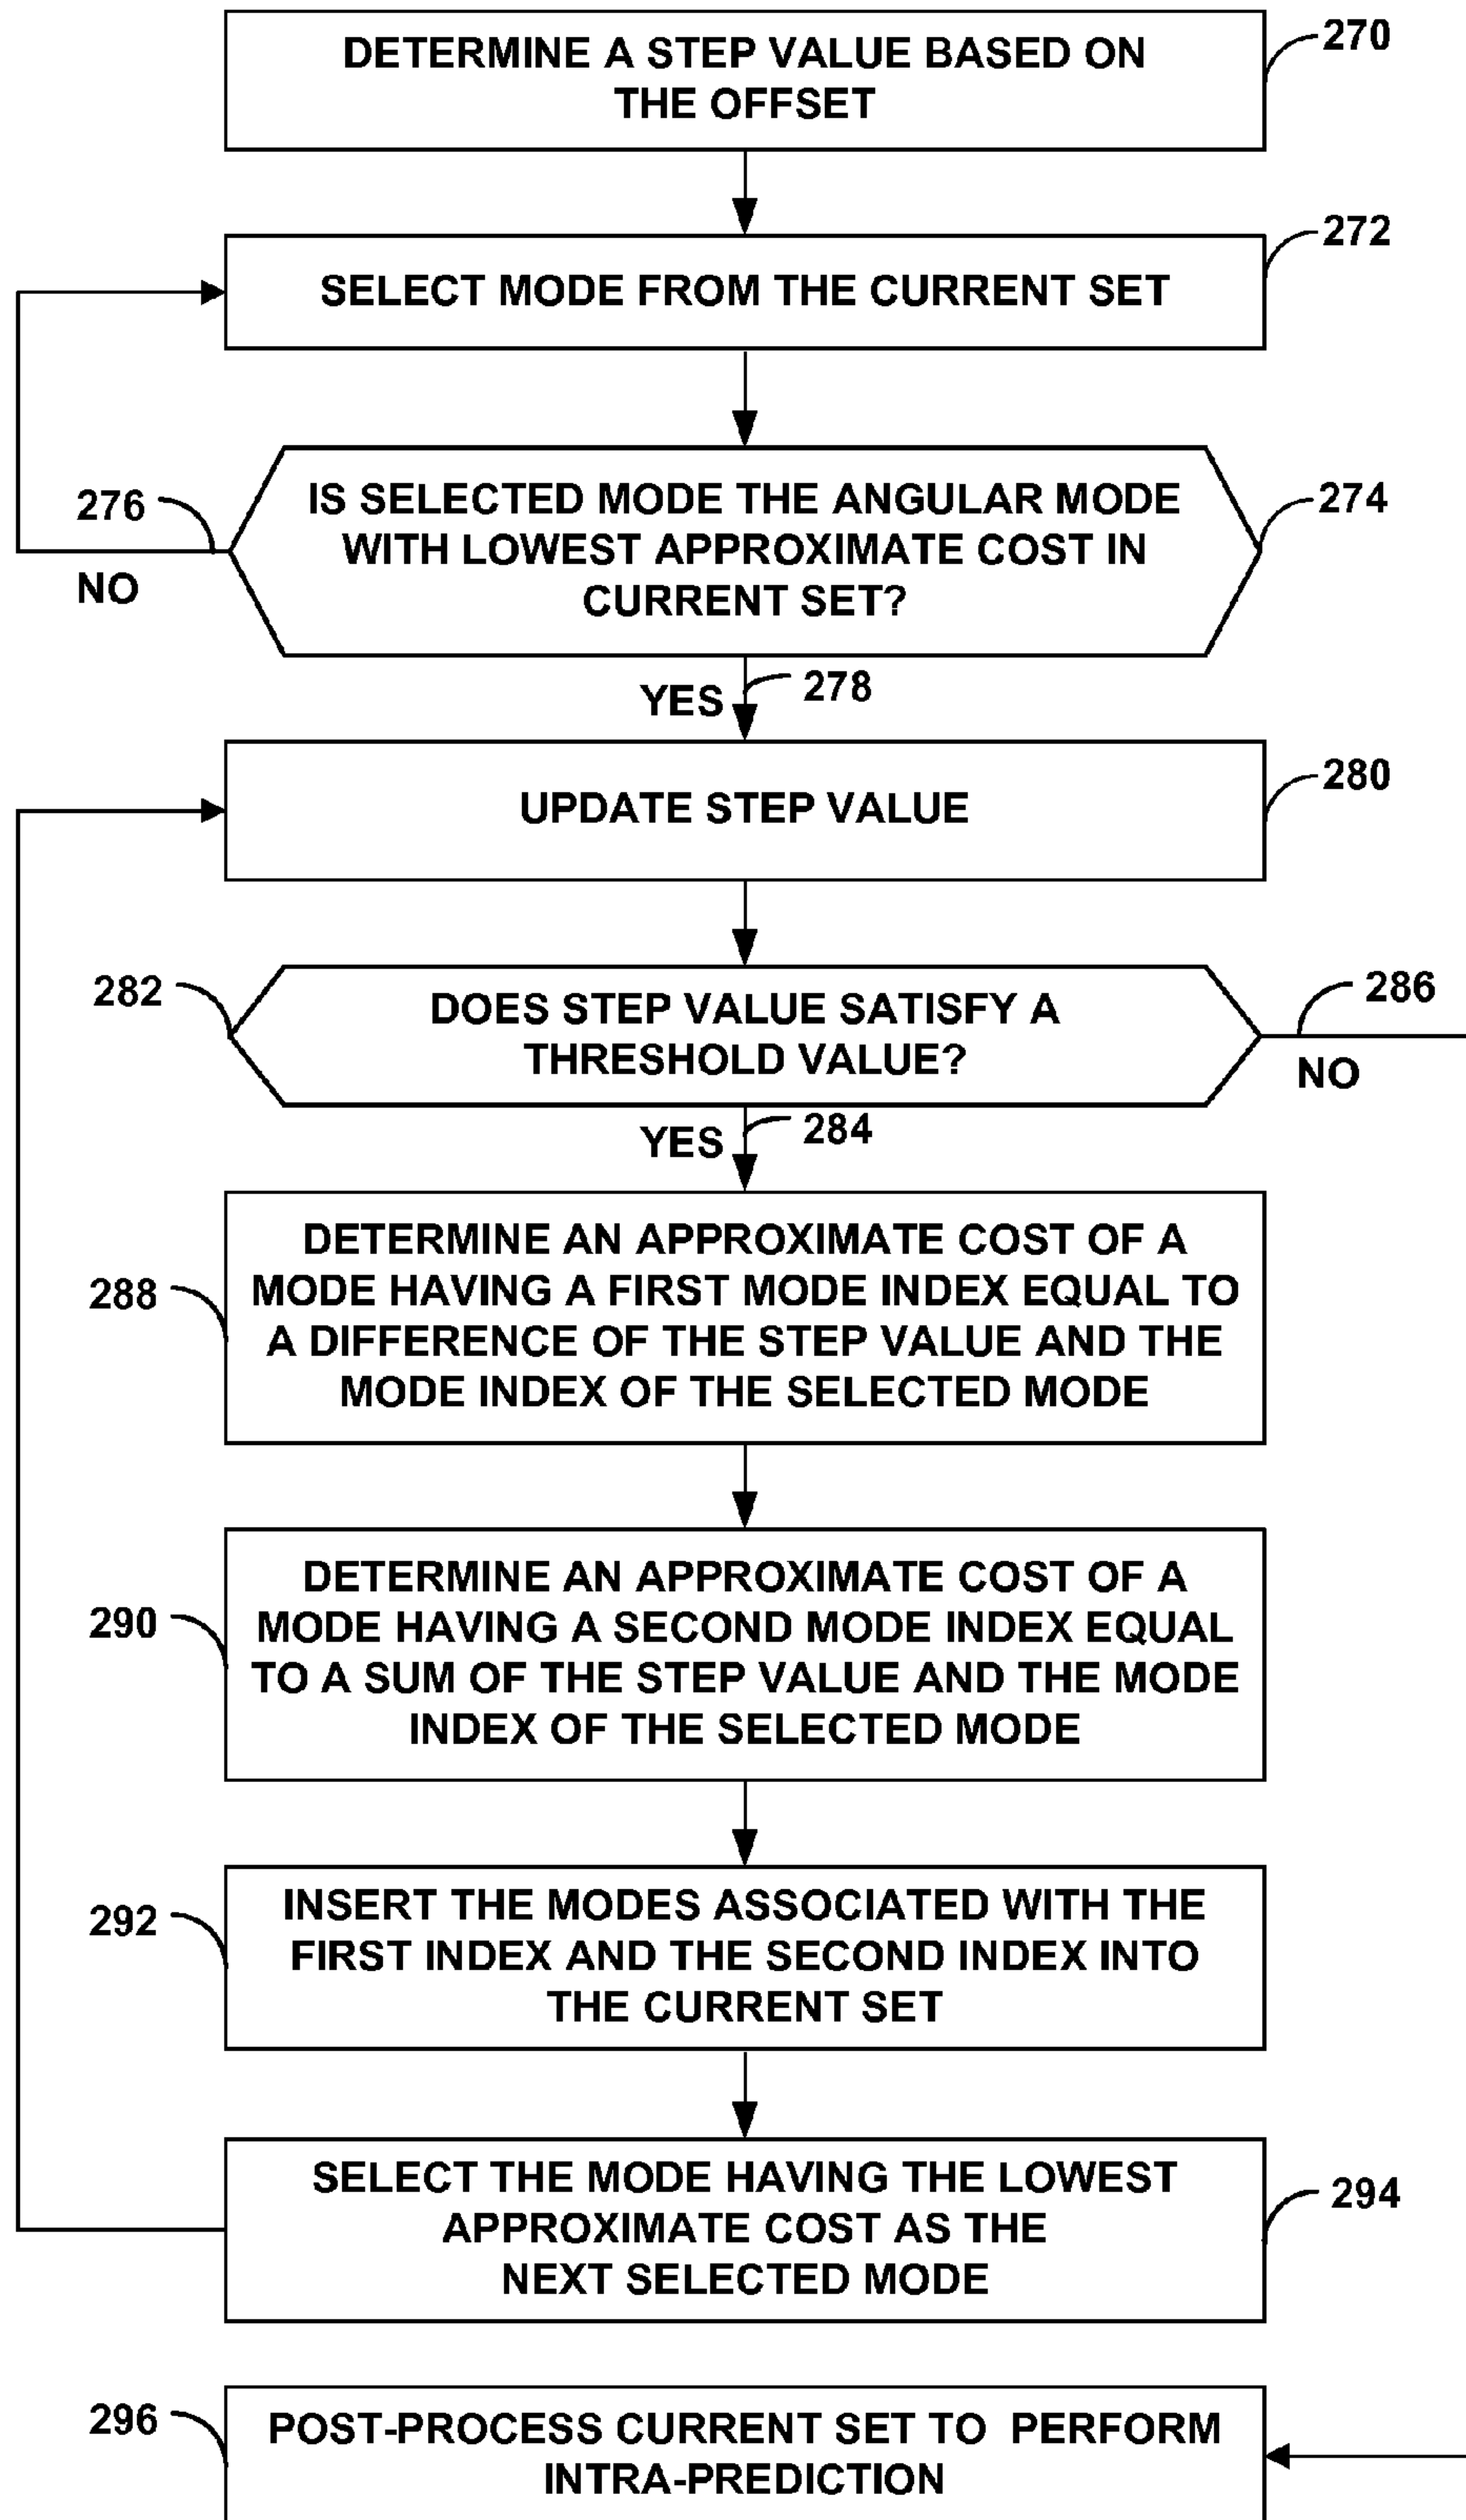 DETERMINE A STEP VALUE BASED ON
THE OFFSET
270
SELECT MODE FROM THE CURRENT SET
272
IS SELECTED MODE THE ANGULAR MODE
WITH LOWEST APPROXIMATE COST IN
CURRENT SET?
274
276
NO
YES
278
UPDATE STEP VALUE
280
282
DOES STEP VALUE SATISFY A
THRESHOLD VALUE?
286
NO
YES
284
288
DETERMINE AN APPROXIMATE COST OF A
MODE HAVING A FIRST MODE INDEX EQUAL TO
A DIFFERENCE OF THE STEP VALUE AND THE
MODE INDEX OF THE SELECTED MODE
290
DETERMINE AN APPROXIMATE COST OF A
MODE HAVING A SECOND MODE INDEX EQUAL
TO A SUM OF THE STEP VALUE AND THE MODE
INDEX OF THE SELECTED MODE
292
INSERT THE MODES ASSOCIATED WITH THE
FIRST INDEX AND THE SECOND INDEX INTO
THE CURRENT SET
SELECT THE MODE HAVING THE LOWEST
APPROXIMATE COST AS THE
NEXT SELECTED MODE
294
296
POST-PROCESS CURRENT SET TO PERFORM
INTRA-PREDICTION